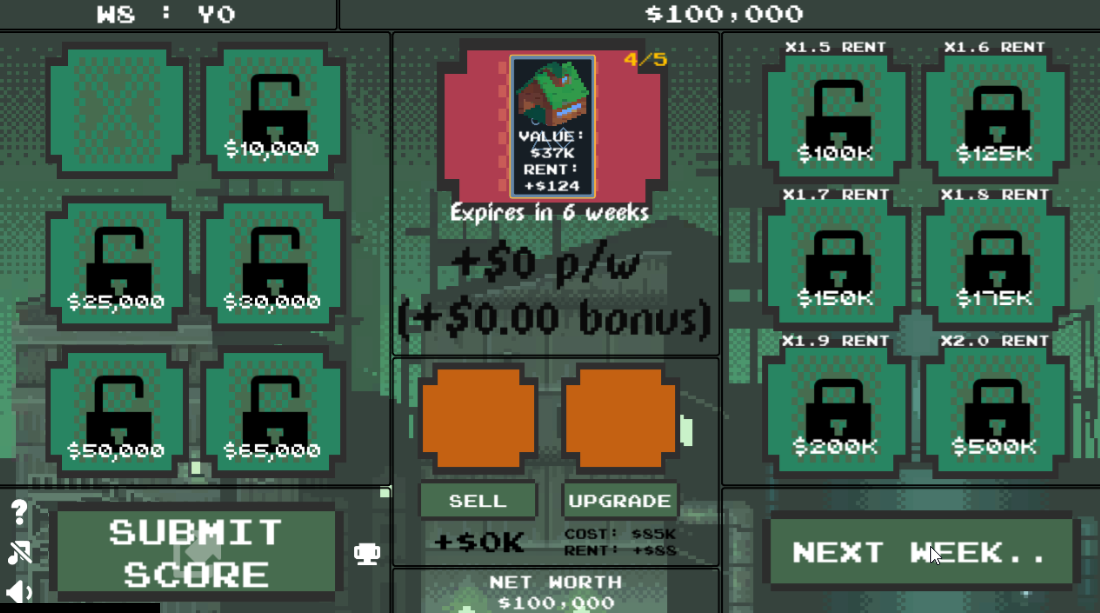 W8 : Y0
$100,000
$10,000
$25,000
$30,000
$50,000
$65,000
SUBMIT
SCORE
?
4/5
VALUE:
$37K
RENT:
+$124
Expires in 6 weeks
+$0 p/w
(+$0.00 bonus)
SELL
UPGRADE
+$0K
COST: $85K
RENT: +$88
NET WORTH
$100,000
X1.5 RENT
X1.6 RENT
$100K
$125K
X1.7 RENT
X1.8 RENT
$150K
$175K
X1.9 RENT
X2.0 RENT
$200K
$500K
NEXT WEEK..